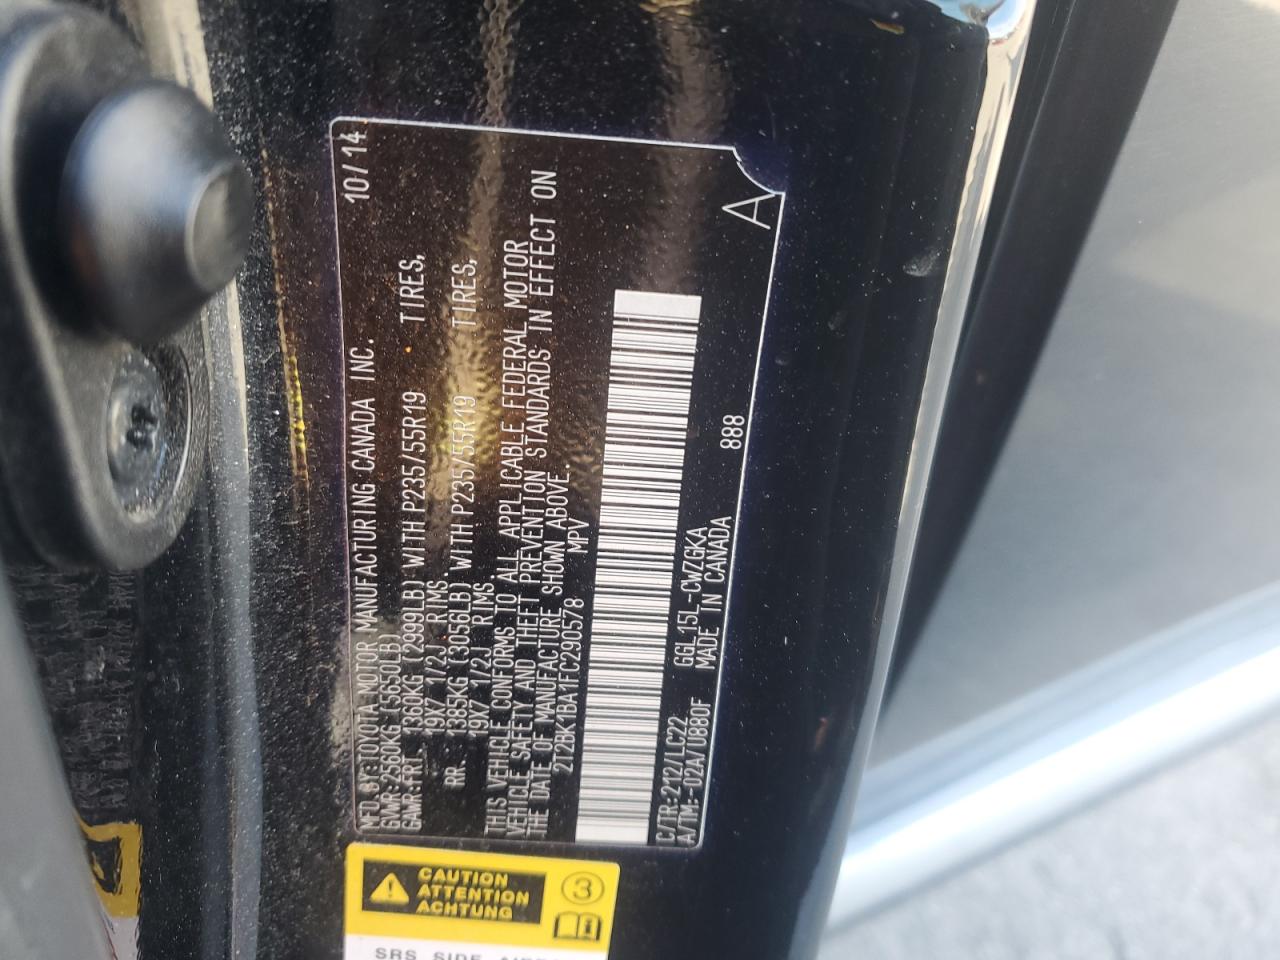 MFD. BY: TOYOTA MOTOR MANUFACTURING CANADA INC. 10/14
GVWR:2560KG (5650LB)
GAWR:FRT. 1360KG (2999LB) WITH P235/55R19 TIRES,
19X7 1/2J RIMS
RR. 1385KG (3056LB) WITH P235/55R19 TIRES,
19X7 1/2J RIMS
THIS VEHICLE CONFORMS TO ALL APPLICABLE FEDERAL MOTOR
VEHICLE SAFETY AND THEFT PREVENTION STANDARDS IN EFFECT ON
THE DATE OF MANUFACTURE SHOWN ABOVE.
2T2BK1BA1FC290578 MPV
C/TR:212/LC22 GGL15L-CWZGKA
A/TM:-02A/U880F MADE IN CANADA 888
A
CAUTION
ATTENTION
ACHTUNG
3
SRS SIDE